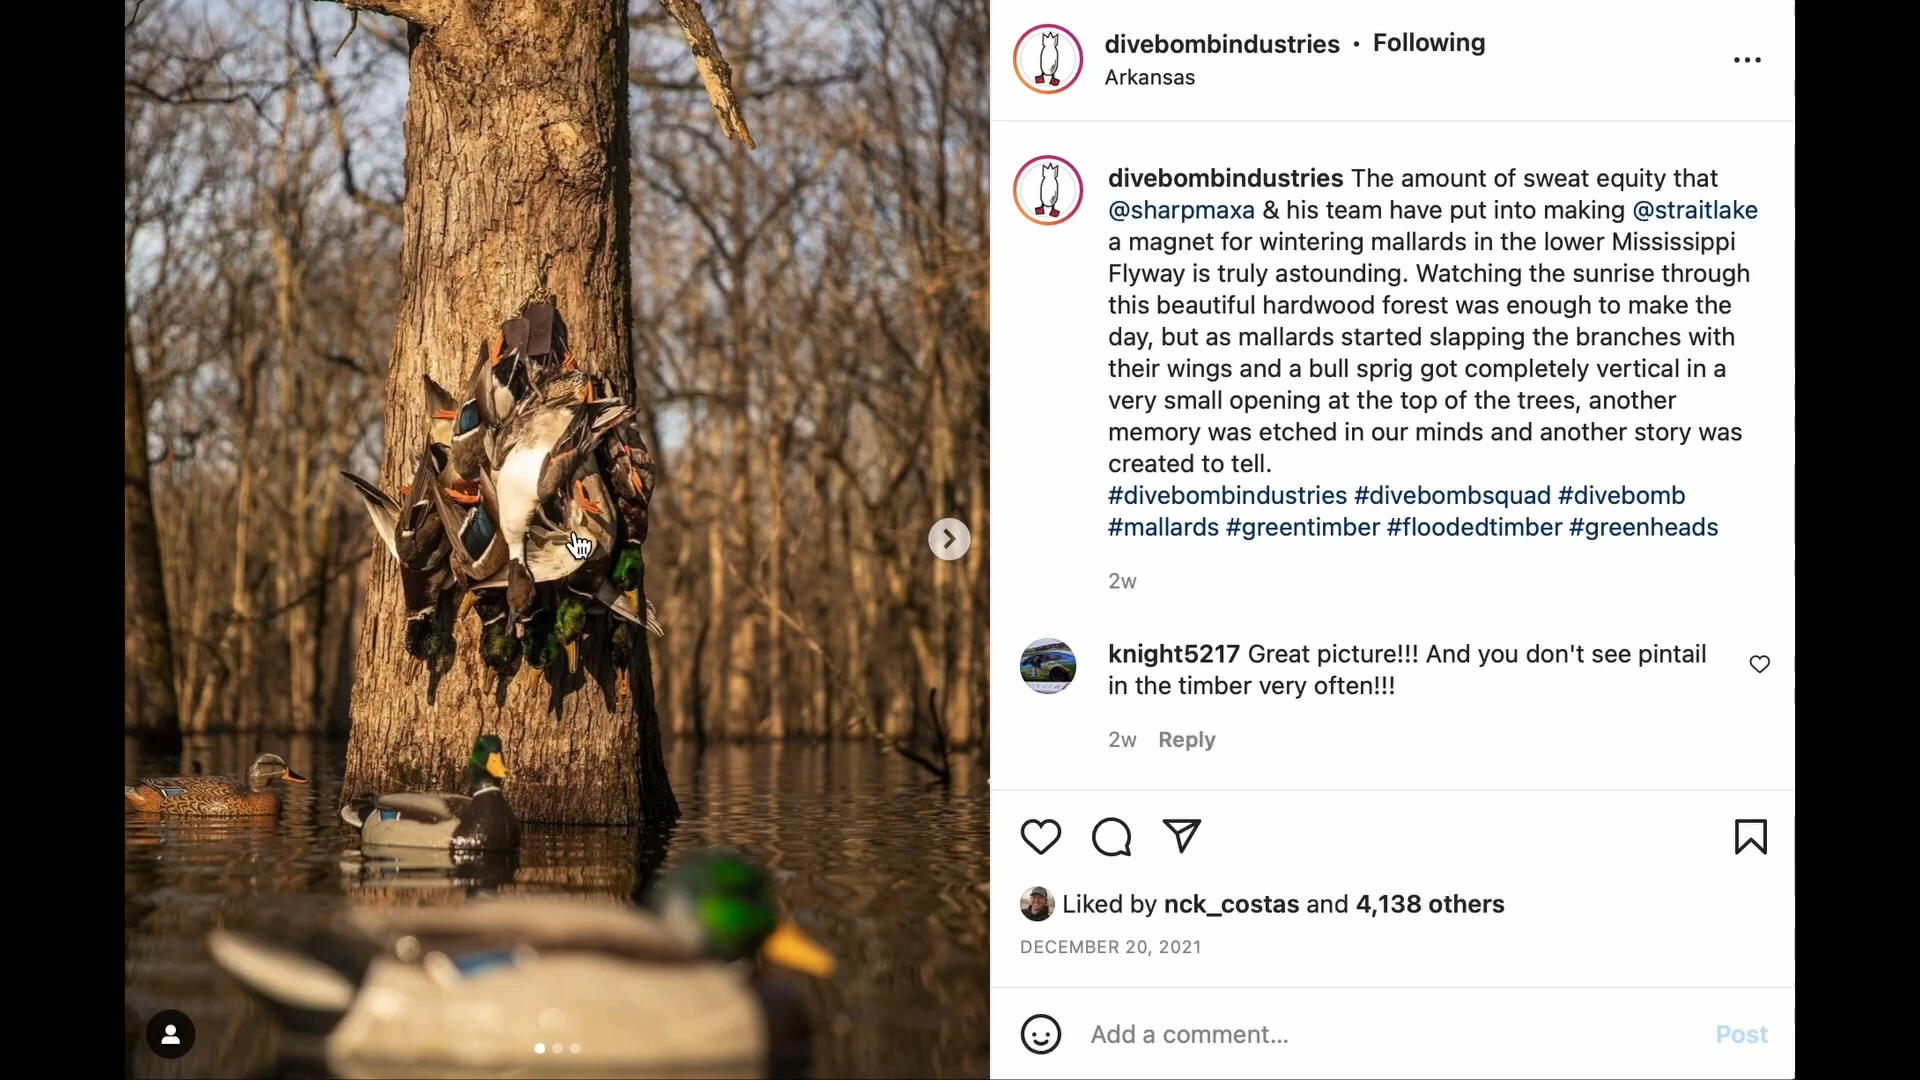 divebombindustries • Following
Arkansas
divebombindustries The amount of sweat equity that
@sharpmaxa & his team have put into making @straitlake
a magnet for wintering mallards in the lower Mississippi
Flyway is truly astounding. Watching the sunrise through
this beautiful hardwood forest was enough to make the
day, but as mallards started slapping the branches with
their wings and a bull sprig got completely vertical in a
very small opening at the top of the trees, another
memory was etched in our minds and another story was
created to tell.
#divebombindustries #divebombsquad #divebomb
#mallards #greentimber #floodedtimber #greenheads
2w
knight5217 Great picture!!! And you don't see pintail
in the timber very often!!!
2w Reply
Liked by nck_costas and 4,138 others
DECEMBER 20, 2021
Add a comment...
Post